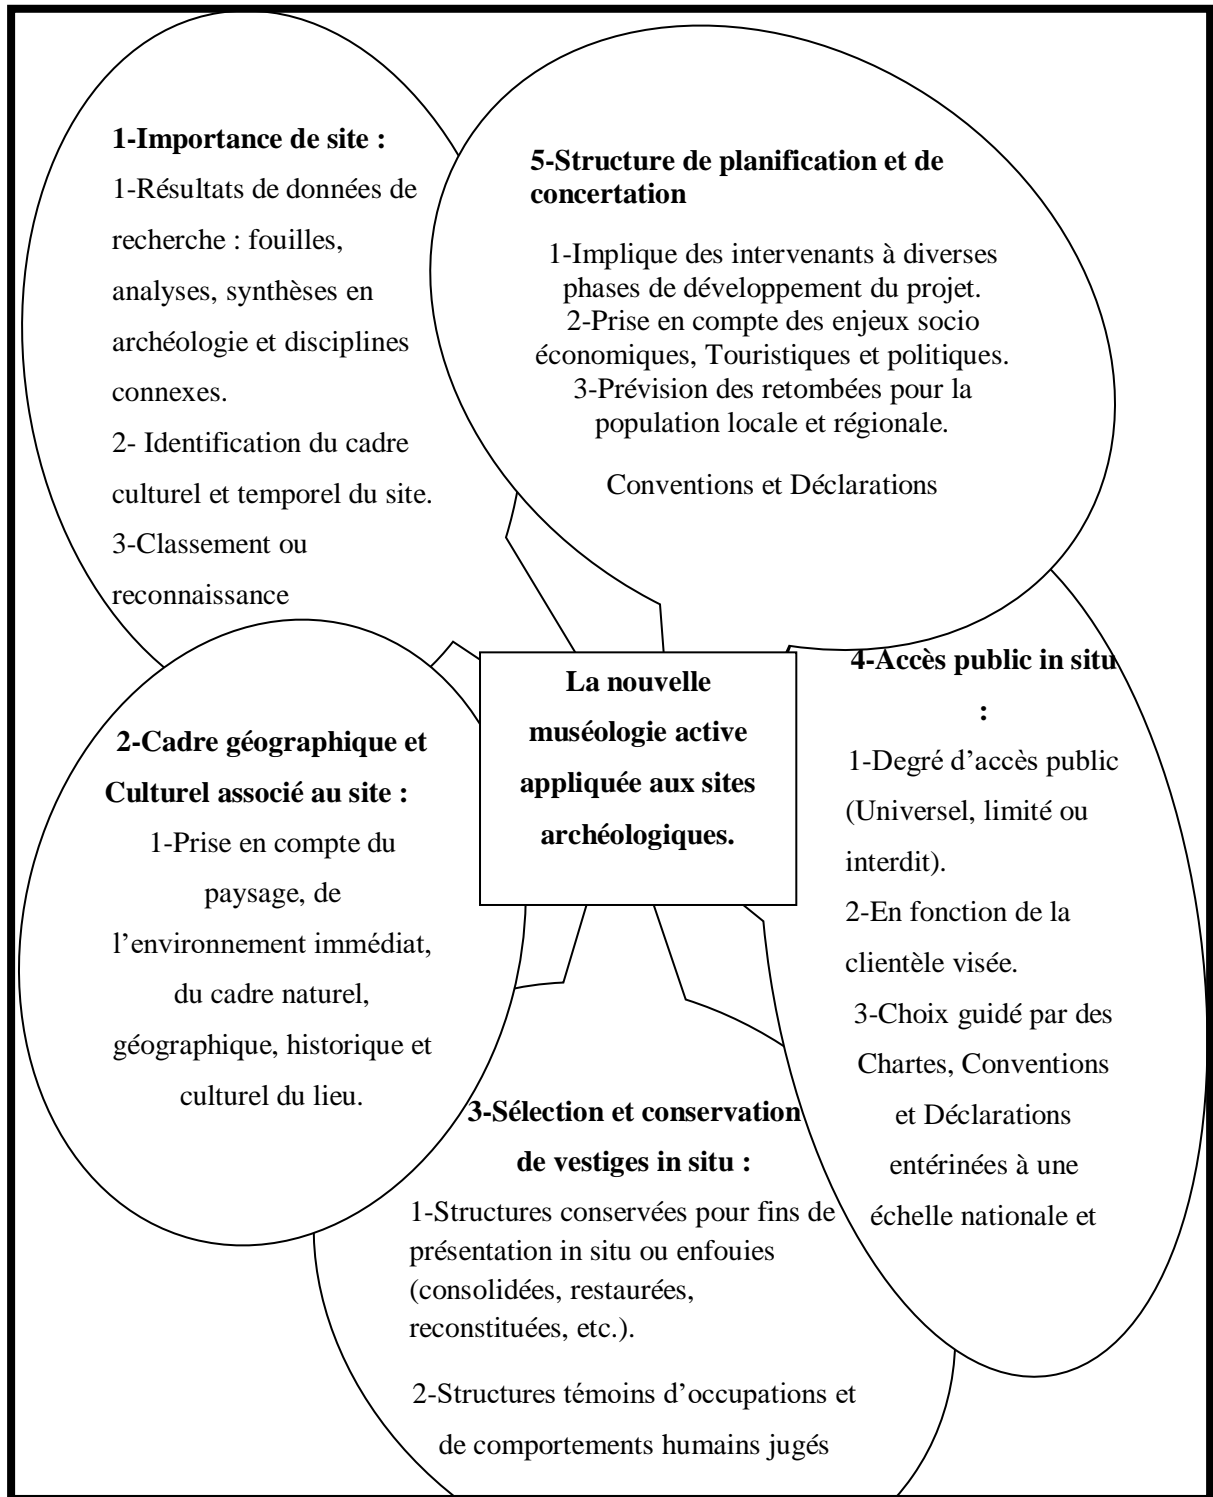 1-Importance de site :
1-Résultats de données de
recherche : fouilles,
analyses, synthèses en
archéologie et disciplines
connexes.
2- Identification du cadre
culturel et temporel du site.
3-Classement ou
reconnaissance
5-Structure de planification et de
concertation
1-Implique des intervenants à diverses
phases de développement du projet.
2-Prise en compte des enjeux socio
économiques, Touristiques et politiques.
3-Prévision des retombées pour la
population locale et régionale.
Conventions et Déclarations
La nouvelle
muséologie active
appliquée aux sites
archéologiques.
2-Cadre géographique et
Culturel associé au site :
1-Prise en compte du
paysage, de
l’environnement immédiat,
du cadre naturel,
géographique, historique et
culturel du lieu.
4-Accès public in situ
:
1-Degré d’accès public
(Universel, limité ou
interdit).
2-En fonction de la
clientèle visée.
3-Choix guidé par des
Chartes, Conventions
et Déclarations
entérinées à une
échelle nationale et
3-Sélection et conservation
de vestiges in situ :
1-Structures conservées pour fins de
présentation in situ ou enfouies
(consolidées, restaurées,
reconstituées, etc.).
2-Structures témoins d’occupations et
de comportements humains jugés